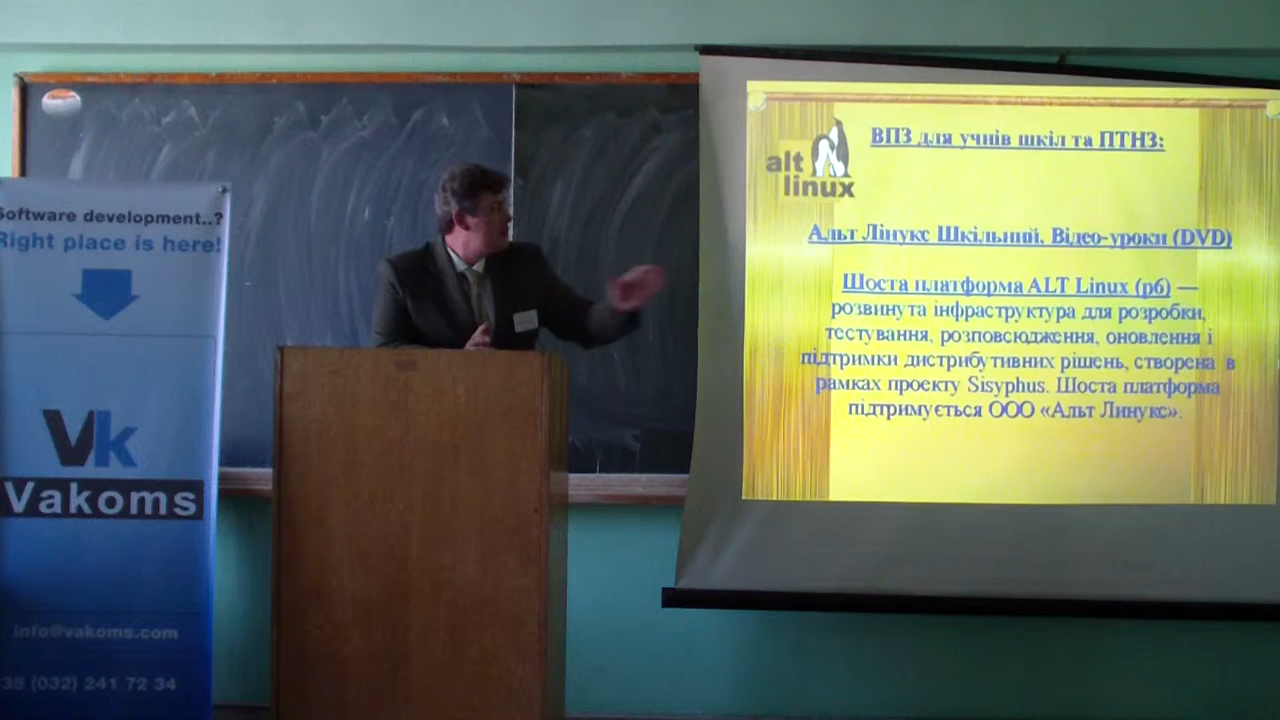 Software development..?
Right place is here!
Vk
Vakoms
info@vakoms.com
38 (032) 241 72 34
alt
linux
ВПЗ для учнів шкіл та ПТНЗ:
Альт Лінукс Шкільний, Відео-уроки (DVD)
Шоста платформа ALT Linux (p6) —
розвинута інфраструктура для розробки,
тестування, розповсюдження, оновлення і
підтримки дистрибутивних рішень, створена в
рамках проекту Sisyphus. Шоста платформа
підтримується ООО «Альт Линукс».